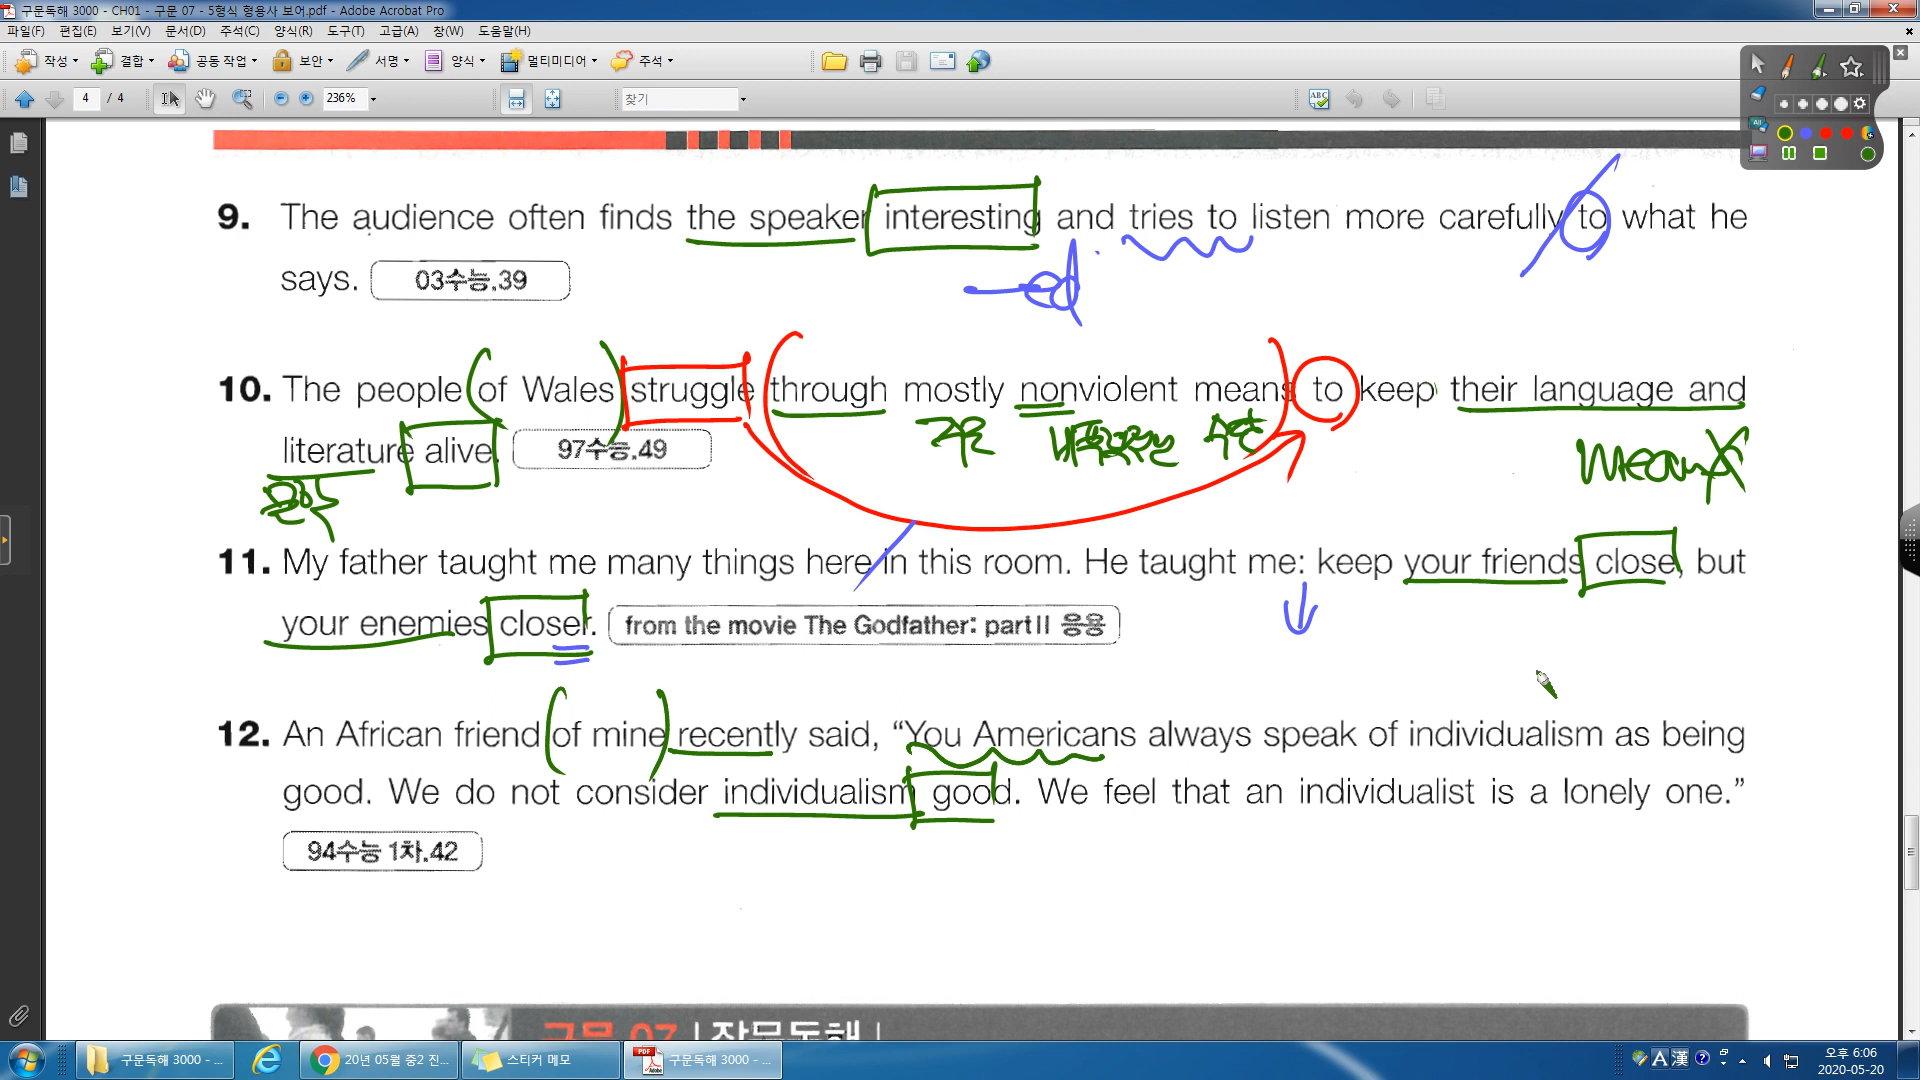 구문독해 3000 - CH01 - 구문 07 - 5형식 형용사 보어.pdf - Adobe Acrobat Pro
파일(F) 편집(E) 보기(V) 문서(D) 주석(C) 양식(R) 도구(T) 고급(A) 창(W) 도움말(H)
작성 결합 공동 작업 보안 서명 양식 멀티미디어 주석
4 / 4 236% 찾기
9. The audience often finds the speaker interesting and tries to listen more carefully to what he
says. 03수능.39
ed
10. The people of Wales struggle through mostly nonviolent means to keep their language and
literature alive. 97수능.49
mean
문학
11. My father taught me many things here in this room. He taught me: keep your friends close, but
your enemies closer. from the movie The Godfather: part II 응용
12. An African friend of mine recently said, “You Americans always speak of individualism as being
good. We do not consider individualism good. We feel that an individualist is a lonely one.”
94수능 1차.42
구문독해 3000 - ... 20년 05월 중2 진... 스티커 메모 구문독해 3000 - ... A 漢 오후 6:06
2020-05-20